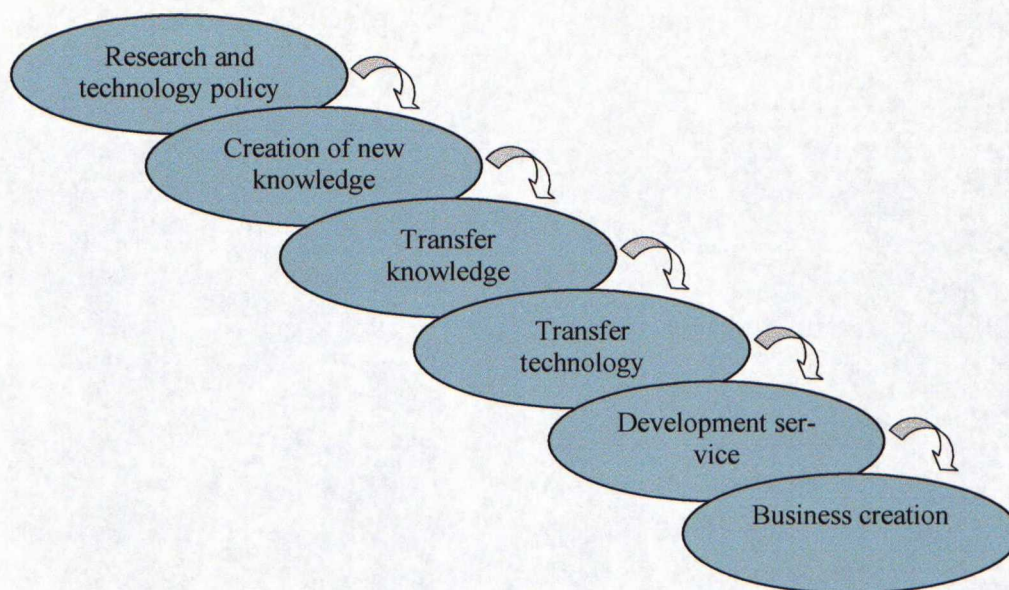 Research and
technology policy
Creation of new
knowledge
Transfer
knowledge
Transfer
technology
Development ser-
vice
Business creation